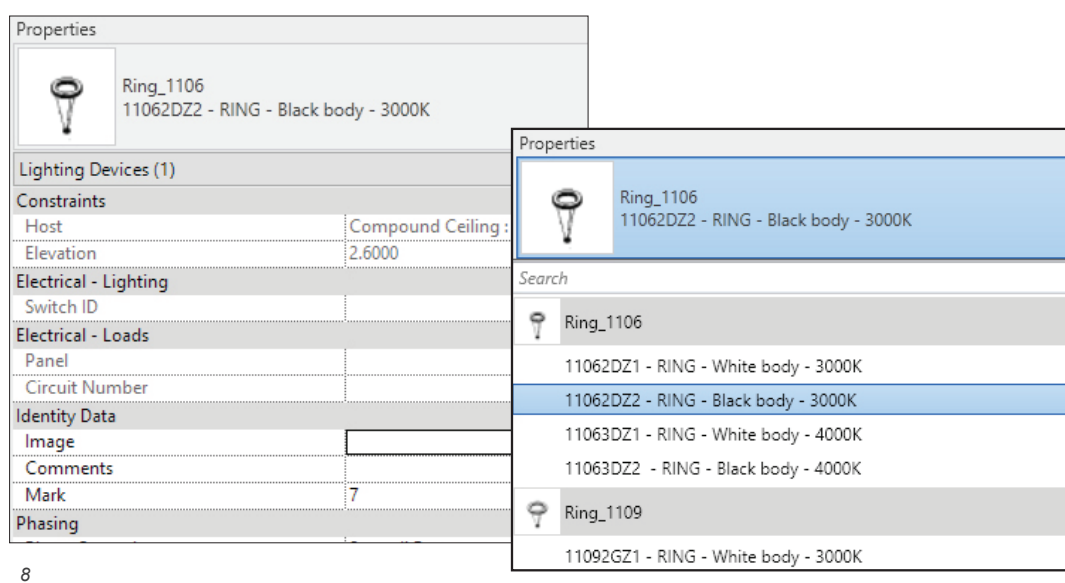 Properties
Ring_1106
11062DZ2 - RING - Black body - 3000K
Lighting Devices (1)
Constraints
Host Compound Ceiling :
Elevation 2.6000
Electrical - Lighting
Switch ID
Electrical - Loads
Panel
Circuit Number
Identity Data
Image
Comments
Mark 7
Phasing
Properties
Ring_1106
11062DZ2 - RING - Black body - 3000K
Search
Ring_1106
11062DZ1 - RING - White body - 3000K
11062DZ2 - RING - Black body - 3000K
11063DZ1 - RING - White body - 4000K
11063DZ2 - RING - Black body - 4000K
Ring_1109
11092GZ1 - RING - White body - 3000K
8